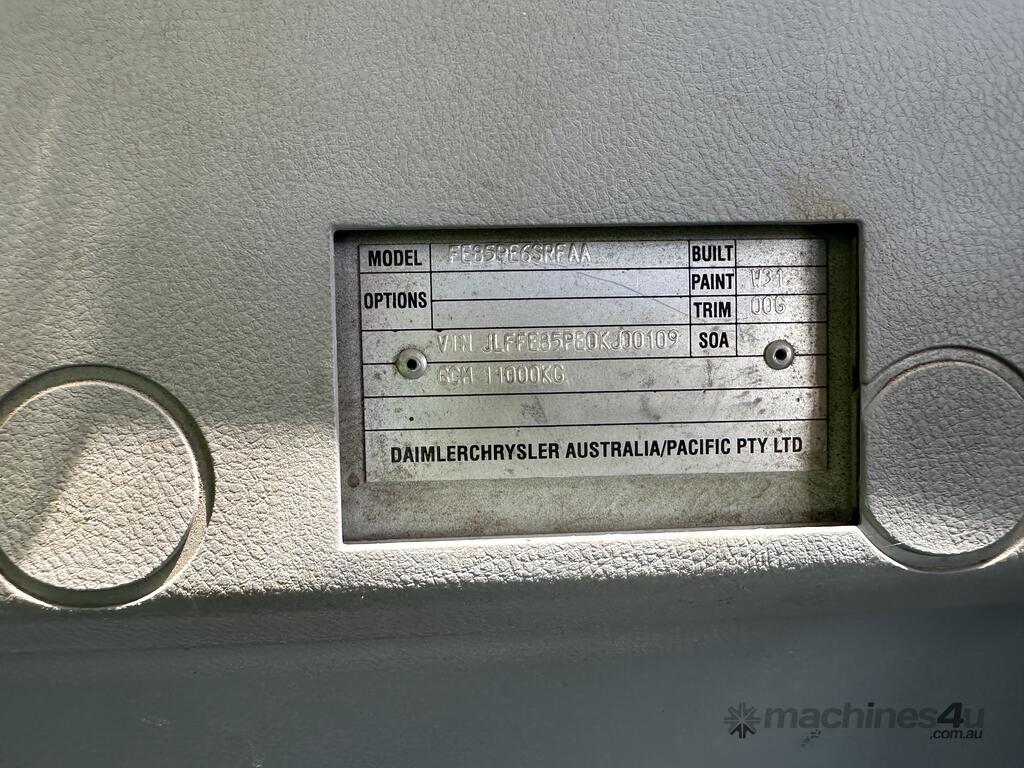 MODEL FE85PE6SRFAA BUILT
PAINT W31
OPTIONS TRIM 00G
VIN JLFFE85PE0KJ00109 SOA
GCM 11000KG
DAIMLERCHRYSLER AUSTRALIA/PACIFIC PTY LTD
machines4u
.com.au